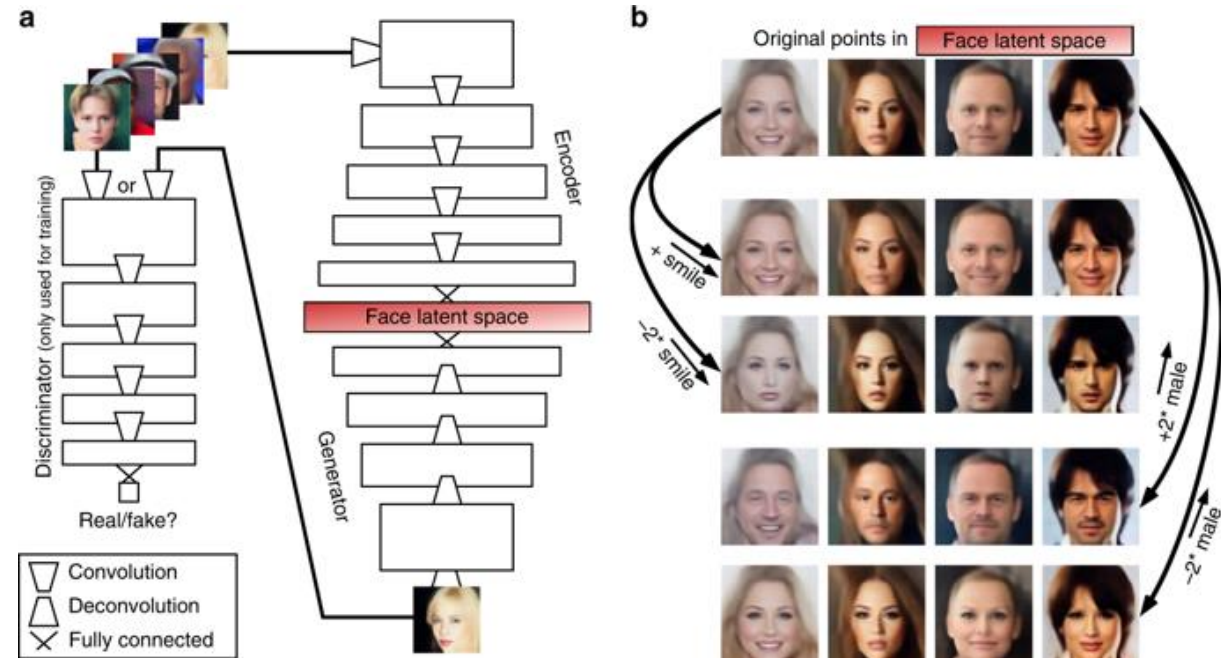 a
or
Discriminator (only used for training)
Real/fake?
Encoder
Face latent space
Generator
Convolution
Deconvolution
Fully connected
b
Original points in Face latent space
+ smile
–2* smile
+2* male
–2* male